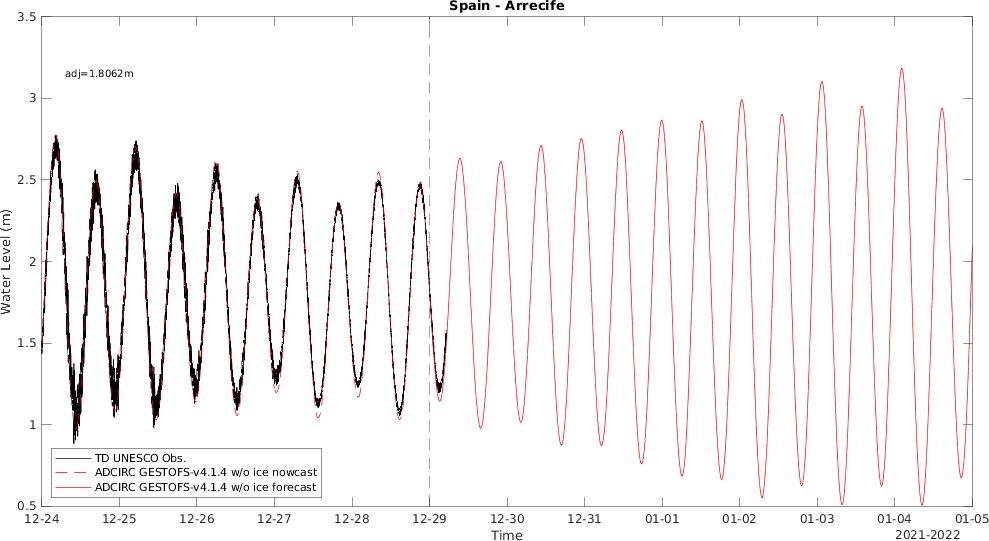 Spain - Arrecife
3.5
3
2.5
2
1.5
1
0.5
Water Level (m)
adj=1.8062m
TD UNESCO Obs.
ADCIRC GESTOFS-v4.1.4 w/o ice nowcast
ADCIRC GESTOFS-v4.1.4 w/o ice forecast
12-24 12-25 12-26 12-27 12-28 12-29 12-30 12-31 01-01 01-02 01-03 01-04 01-05
Time
2021-2022